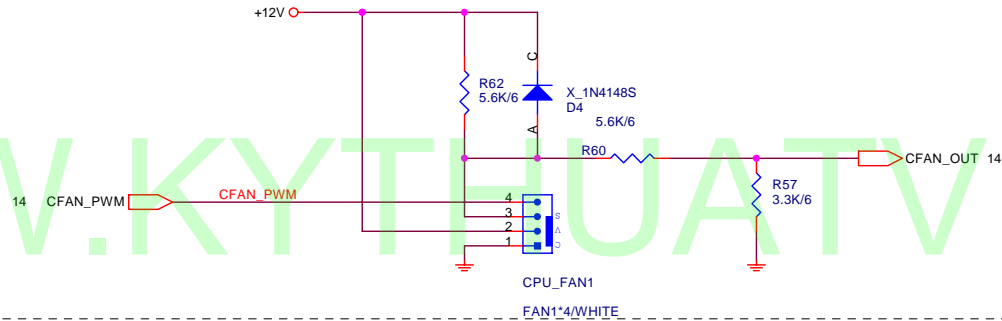 +12V
C
R62
5.6K/6
X_1N4148S
D4
5.6K/6
A
R60
CFAN_OUT 14
W.KYTHUATV
R57
3.3K/6
14 CFAN_PWM
CFAN_PWM
4
3
2
1
CPU_FAN1
FAN1*4/WHITE